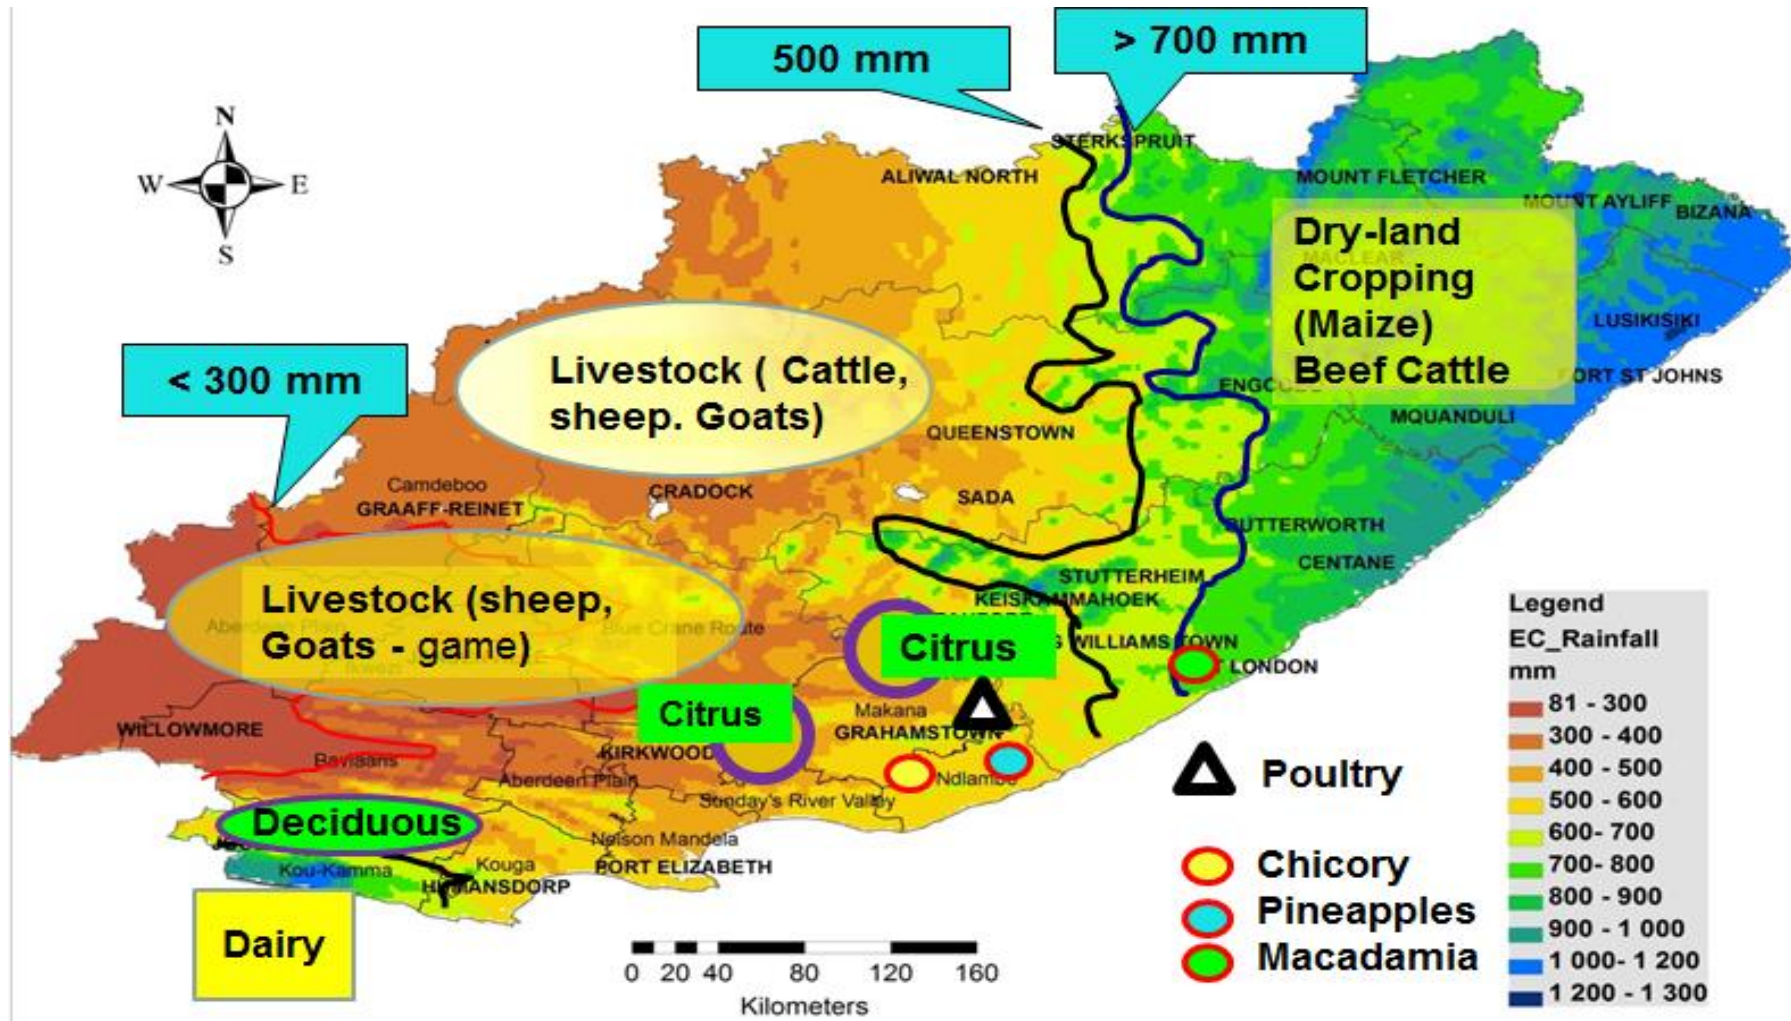 500 mm
> 700 mm
N
W
E
S
STERKSPRUIT
ALIWAL NORTH
MOUNT FLETCHER
MOUNT AYLIFF
BIZANA
Dry-land
MACLEAR
Cropping
(Maize)
Beef Cattle
LUSIKISIKI
PORT ST JOHNS
ENGCOBO
MQUANDULI
< 300 mm
Livestock ( Cattle,
sheep. Goats)
QUEENSTOWN
Camdeboo
GRAAFF-REINET
CRADOCK
SADA
BUTTERWORTH
CENTANE
STUTTERHEIM
KEISKAMMAHOEK
Livestock (sheep,
Goats - game)
Aberdeen Plain
Blue Crane Route
Ikwezi
Citrus
G WILLIAMS TOWN
T LONDON
Citrus
Makana
GRAHAMSTOWN
WILLOWMORE
Baviaans
KIRKWOOD
Aberdeen Plain
Ndlambe
Sunday's River Valley
Deciduous
Nelson Mandela
PORT ELIZABETH
Kou-Kamma
Kouga
HUMANSDORP
Dairy
Poultry
Chicory
Pineapples
Macadamia
0 20 40 80 120 160
Kilometers
Legend
EC_Rainfall
mm
81 - 300
300 - 400
400 - 500
500 - 600
600- 700
700- 800
800 - 900
900 - 1 000
1 000- 1 200
1 200 - 1 300